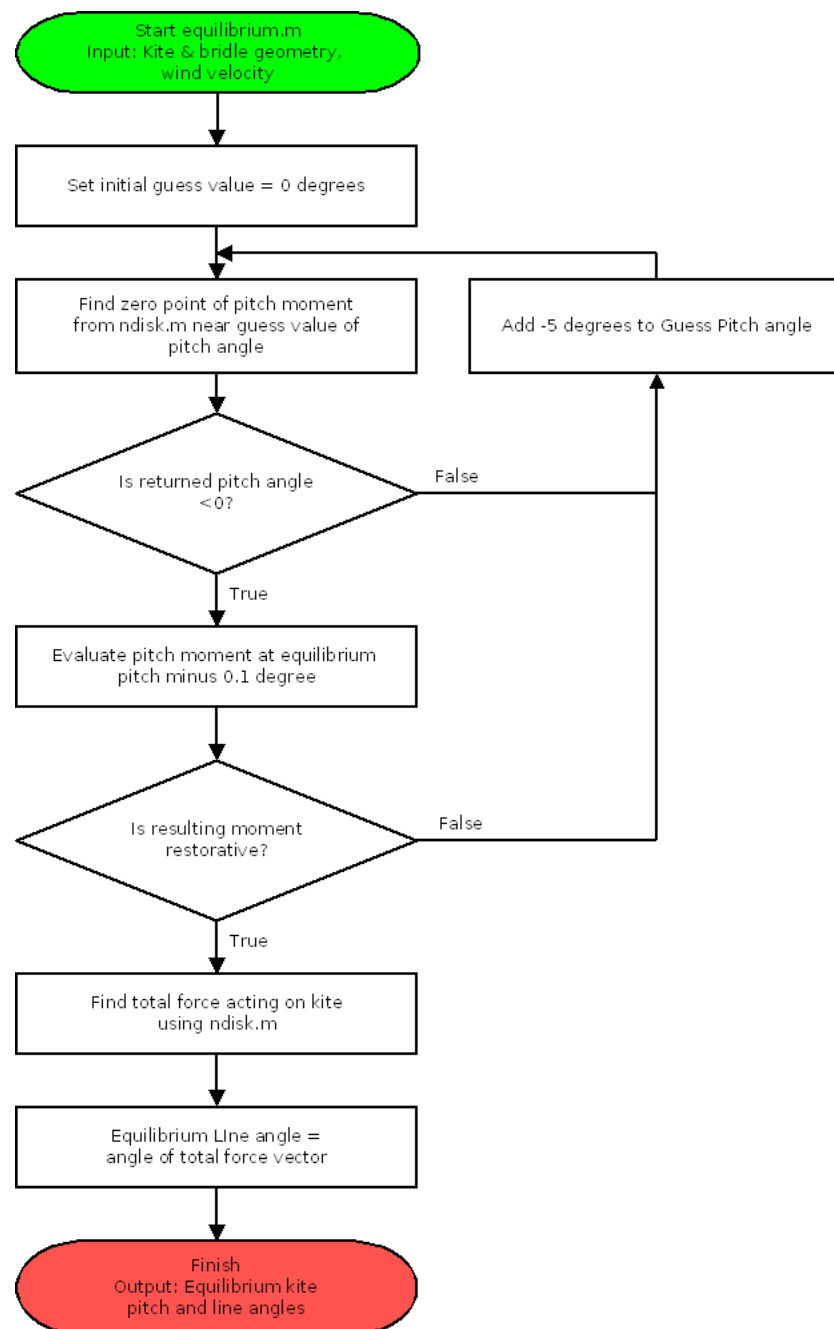 Start equilibrium.m
Input: Kite & bridle geometry,
wind velocity
Set initial guess value = 0 degrees
Find zero point of pitch moment
from ndisk.m near guess value of
pitch angle
Add -5 degrees to Guess Pitch angle
Is returned pitch angle
<0?
False
True
Evaluate pitch moment at equilibrium
pitch minus 0.1 degree
Is resulting moment
restorative?
False
True
Find total force acting on kite
using ndisk.m
Equilibrium LIne angle =
angle of total force vector
Finish
Output: Equilibrium kite
pitch and line angles